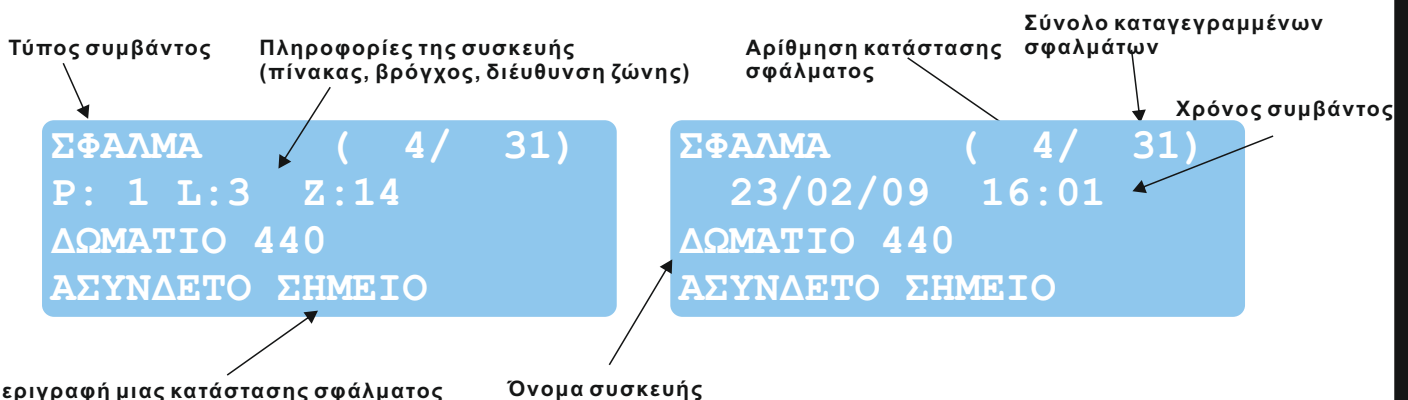 Τύπος συμβάντος
Πληροφορίες της συσκευής
(πίνακας, βρόγχος, διέυθυνση ζώνης)
Αρίθμηση κατάστασης
σφάλματος
Σύνολο καταγεγραμμένων
σφαλμάτων
Χρόνος συμβάντος
ΣΦΑΛΜΑ ( 4/ 31)
P: 1 L:3 Z:14
ΔΩΜΑΤΙΟ 440
ΑΣΥΝΔΕΤΟ ΣΗΜΕΙΟ
ΣΦΑΛΜΑ ( 4/ 31)
23/02/09 16:01
ΔΩΜΑΤΙΟ 440
ΑΣΥΝΔΕΤΟ ΣΗΜΕΙΟ
εριγραφή μιας κατάστασης σφάλματος
Όνομα συσκευής